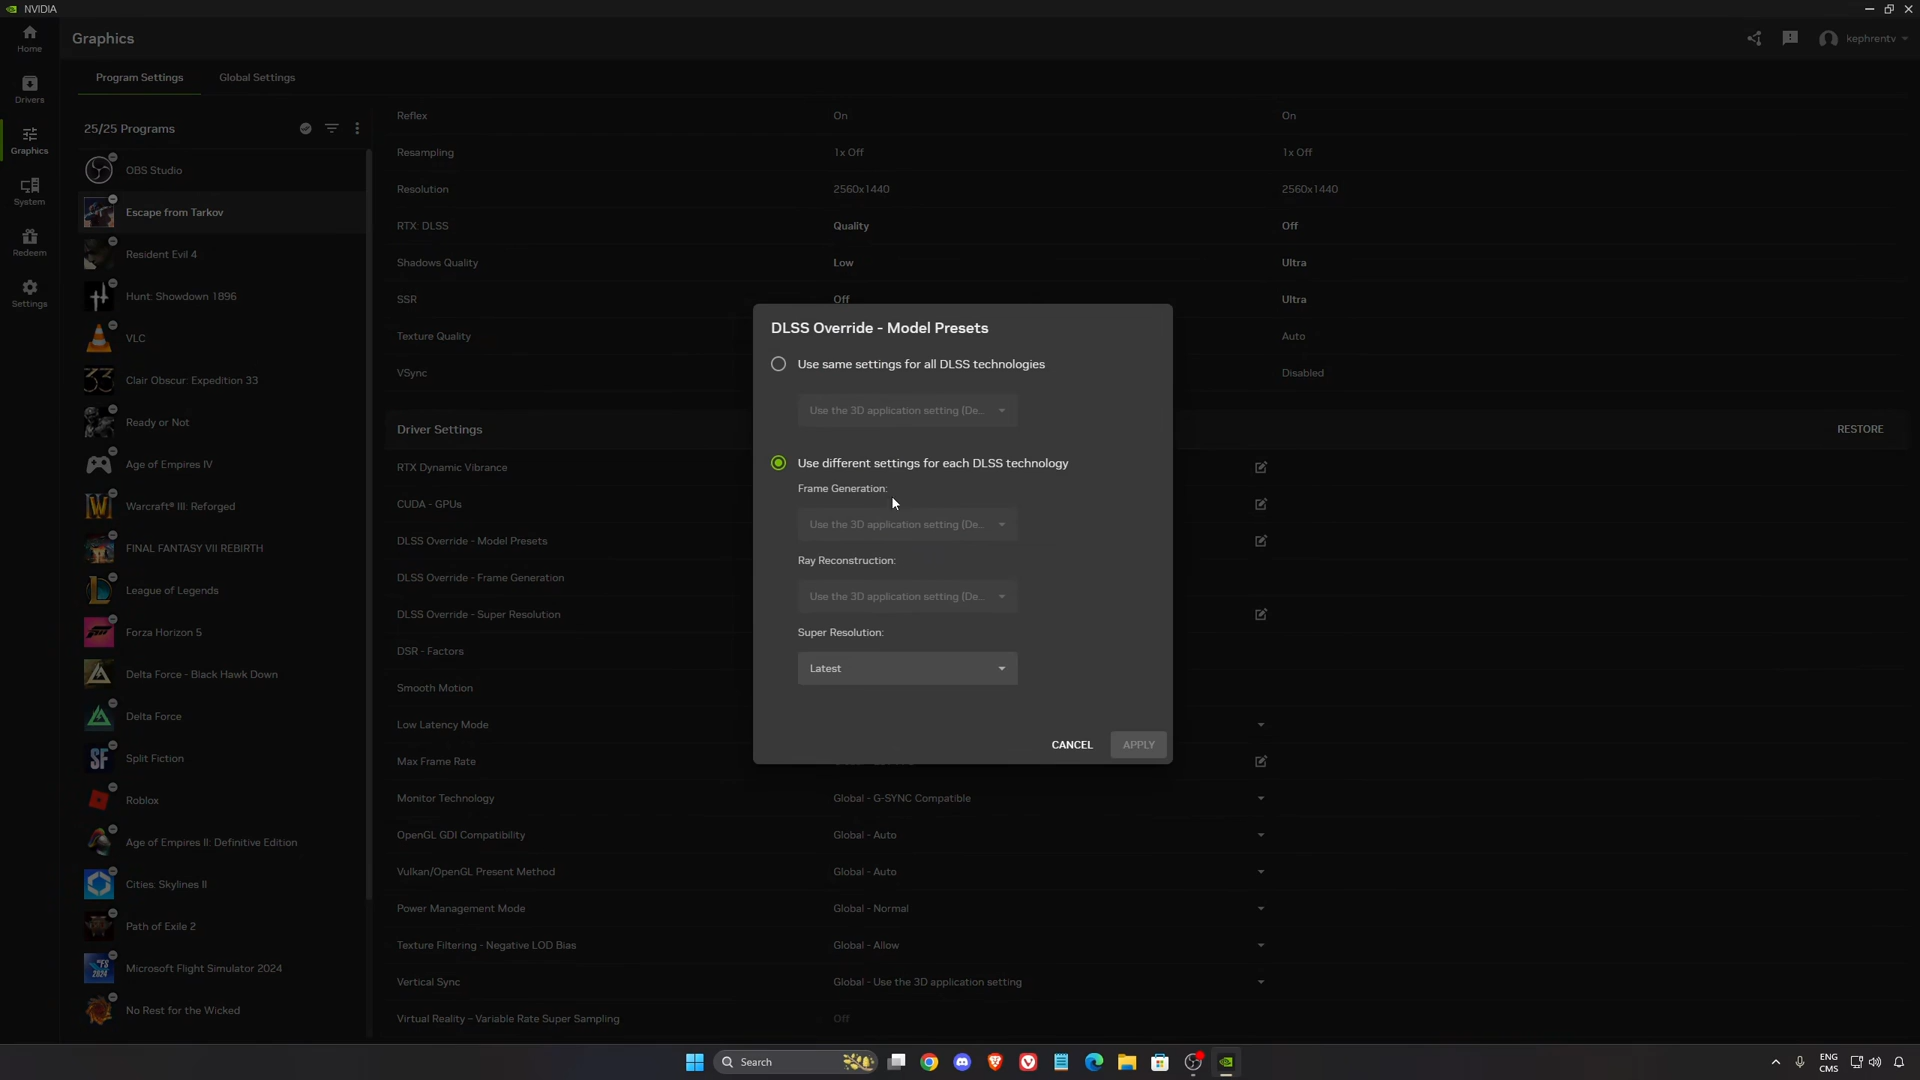 NVIDIA
Home
Drivers
Graphics
System
Redeem
Settings
Graphics
kephrentv
Program Settings
Global Settings
25/25 Programs
OBS Studio
Escape from Tarkov
Resident Evil 4
Hunt: Showdown 1896
VLC
Clair Obscur: Expedition 33
Ready or Not
Age of Empires IV
Warcraft® III: Reforged
FINAL FANTASY VII REBIRTH
League of Legends
Forza Horizon 5
Delta Force - Black Hawk Down
Delta Force
Split Fiction
Roblox
Age of Empires II: Definitive Edition
Cities: Skylines II
Path of Exile 2
Microsoft Flight Simulator 2024
No Rest for the Wicked
Reflex On On
Resampling 1x Off 1x Off
Resolution 2560x1440 2560x1440
RTX: DLSS Quality Off
Shadows Quality Low Ultra
SSR Off Ultra
Texture Quality Auto
VSync Disabled
Driver Settings RESTORE
RTX Dynamic Vibrance
CUDA - GPUs
DLSS Override - Model Presets
DLSS Override - Frame Generation
DLSS Override - Super Resolution
DSR - Factors
Smooth Motion
Low Latency Mode
Max Frame Rate
Monitor Technology Global - G-SYNC Compatible
OpenGL GDI Compatibility Global - Auto
Vulkan/OpenGL Present Method Global - Auto
Power Management Mode Global - Normal
Texture Filtering - Negative LOD Bias Global - Allow
Vertical Sync Global - Use the 3D application setting
Virtual Reality – Variable Rate Super Sampling Off
DLSS Override - Model Presets
Use same settings for all DLSS technologies
Use the 3D application setting (De...
Use different settings for each DLSS technology
Frame Generation:
Use the 3D application setting (De...
Ray Reconstruction:
Use the 3D application setting (De...
Super Resolution:
Latest
CANCEL APPLY
Search
ENG
CMS